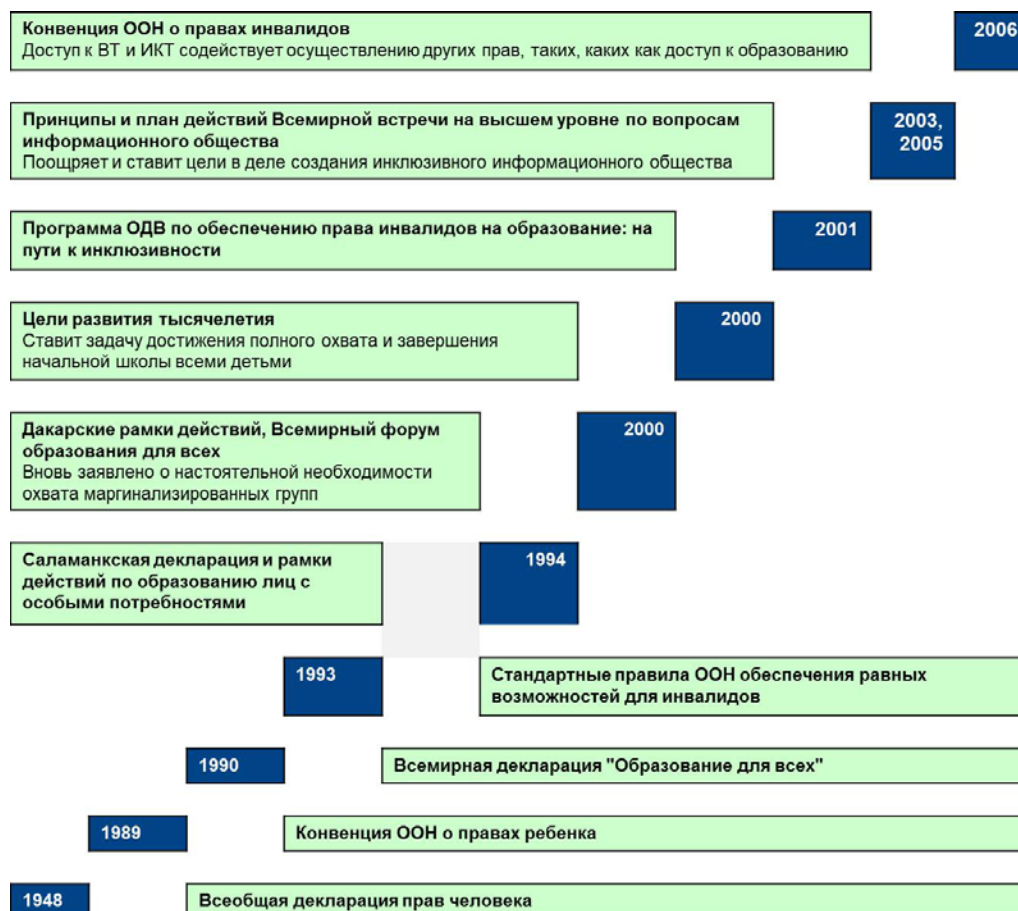 Конвенция ООН о правах инвалидов
Доступ к ВТ и ИКТ содействует осуществлению других прав, таких, каких как доступ к образованию
2006
Принципы и план действий Всемирной встречи на высшем уровне по вопросам
информационного общества
Поощряет и ставит цели в деле создания инклюзивного информационного общества
2003,
2005
Программа ОДВ по обеспечению права инвалидов на образование: на
пути к инклюзивности
2001
Цели развития тысячелетия
Ставит задачу достижения полного охвата и завершения
начальной школы всеми детьми
2000
Дакарские рамки действий, Всемирный форум
образования для всех
Вновь заявлено о настоятельной необходимости
охвата маргинализированных групп
2000
Саламанкская декларация и рамки
действий по образованию лиц с
особыми потребностями
1994
1993
Стандартные правила ООН обеспечения равных
возможностей для инвалидов
1990
Всемирная декларация "Образование для всех"
1989
Конвенция ООН о правах ребенка
1948
Всеобщая декларация прав человека